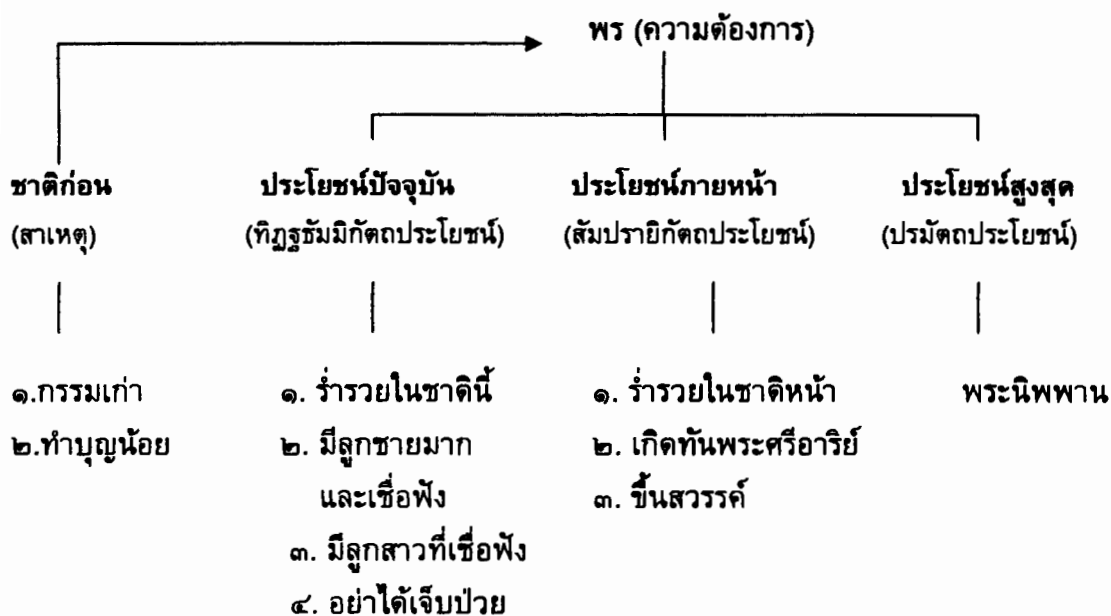 พร (ความต้องการ)
ชาติก่อน ประโยชน์ปัจจุบัน ประโยชน์ภายหน้า ประโยชน์สูงสุด
(สาเหตุ) (ทิฏฐธัมมิกัตถประโยชน์) (สัมปรายิกัตถประโยชน์) (ปรมัตถประโยชน์)
๑.กรรมเก่า ๑. ร่ำรวยในชาตินี้ ๑. ร่ำรวยในชาติหน้า พระนิพพาน
๒.ทำบุญน้อย ๒. มีลูกชายมาก ๒. เกิดทันพระศรีอาริย์
และเชื่อฟัง ๓. ขึ้นสวรรค์
๓. มีลูกสาวที่เชื่อฟัง
๔. อย่าได้เจ็บป่วย